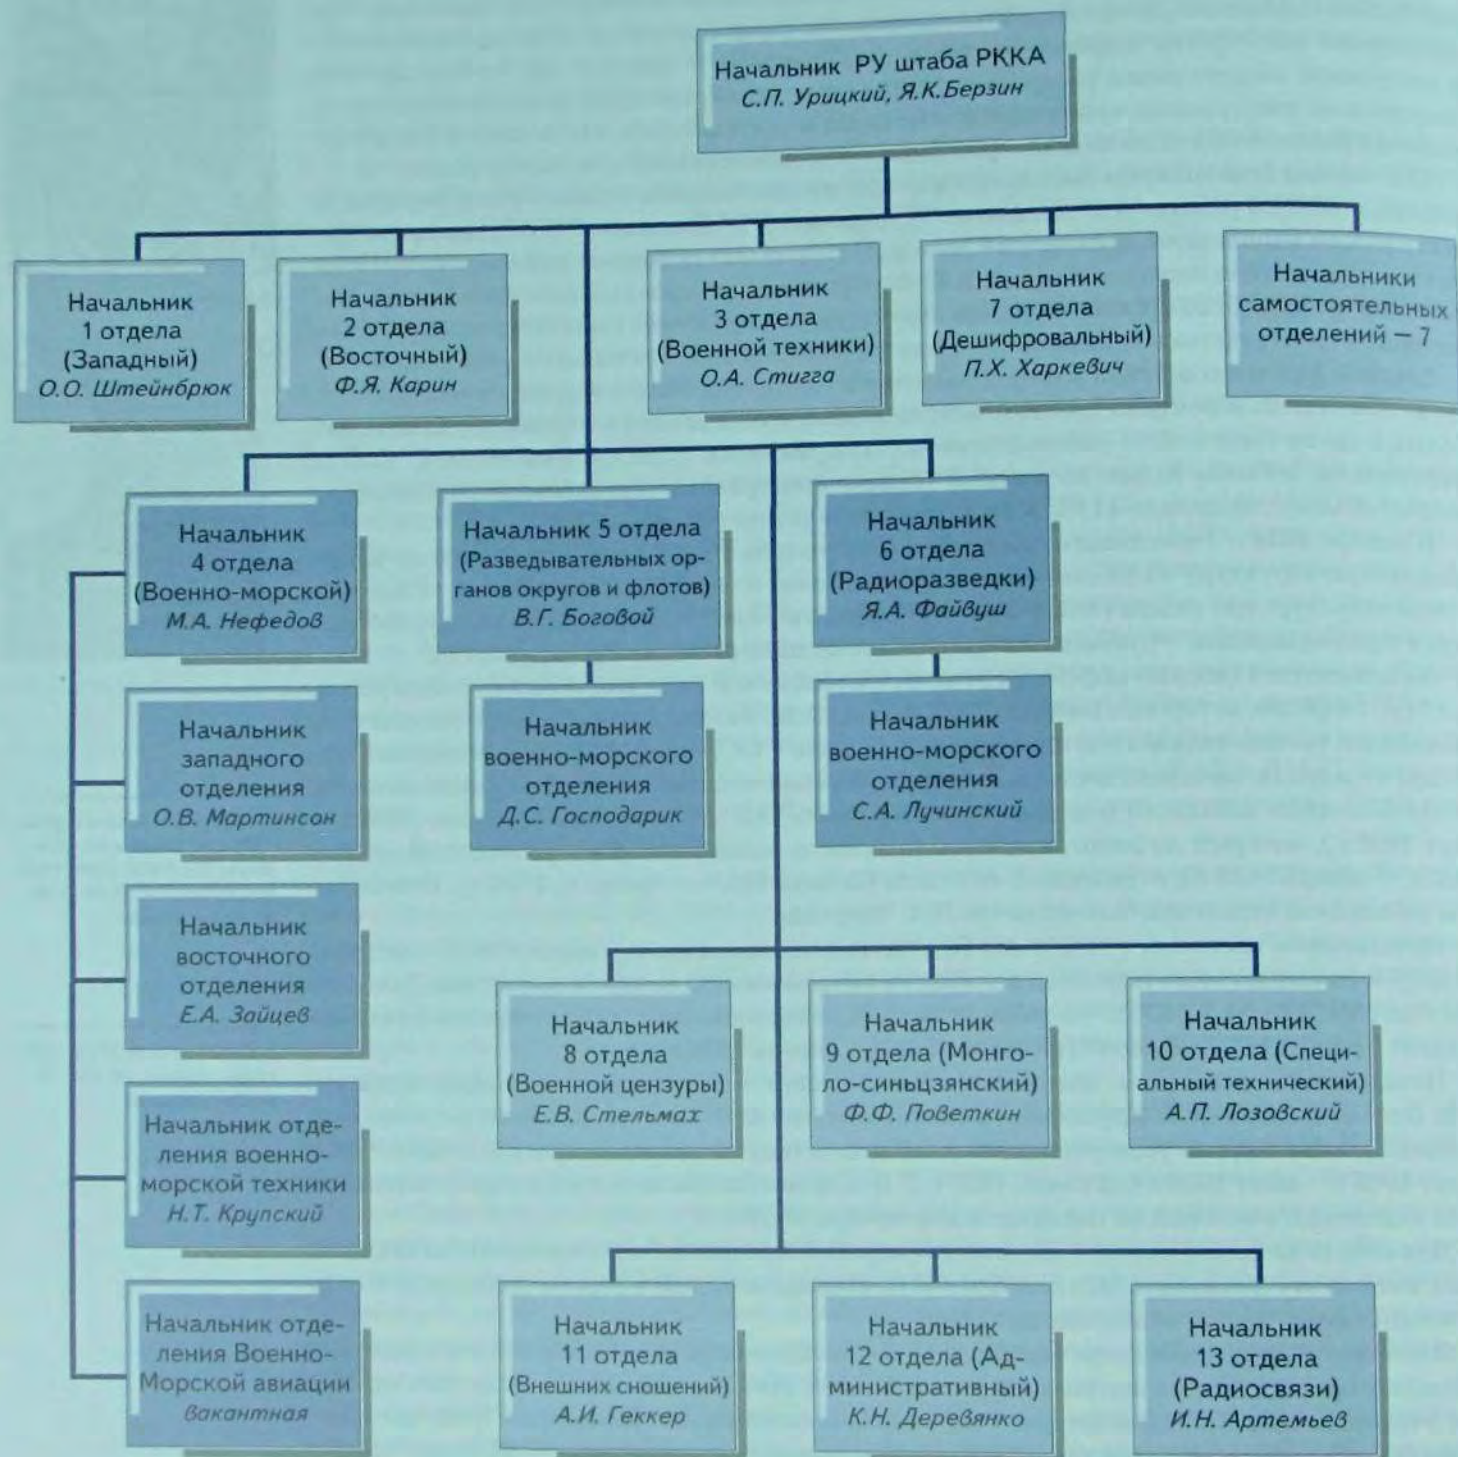 Начальник РУ штаба РККА
С.П. Урицкий, Я.К.Берзин
Начальник
1 отдела
(Западный)
О.О. Штейнбрюк
Начальник
2 отдела
(Восточный)
Ф.Я. Карин
Начальник
3 отдела
(Военной техники)
О.А. Стигга
Начальник
7 отдела
(Дешифровальный)
П.Х. Харкевич
Начальники
самостоятельных
отделений — 7
Начальник
4 отдела
(Военно-морской)
М.А. Нефедов
Начальник 5 отдела
(Разведывательных ор-
ганов округов и флотов)
В.Г. Боговой
Начальник
6 отдела
(Радиоразведки)
Я.А. Файвуш
Начальник
западного
отделения
О.В. Мартинсон
Начальник
военно-морского
отделения
Д.С. Господарик
Начальник
военно-морского
отделения
С.А. Лучинский
Начальник
восточного
отделения
Е.А. Зайцев
Начальник
8 отдела
(Военной цензуры)
Е.В. Стельмах
Начальник
9 отдела (Монго-
ло-синьцзянский)
Ф.Ф. Поветкин
Начальник
10 отдела (Специ-
альный технический)
А.П. Лозовский
Начальник отде-
ления военно-
морской техники
Н.Т. Крупский
Начальник отде-
ления Военно-
Морской авиации
вакантная
Начальник
11 отдела
(Внешних сношений)
А.И. Геккер
Начальник
12 отдела (Ад-
министративный)
К.Н. Деревянко
Начальник
13 отдела
(Радиосвязи)
И.Н. Артемьев